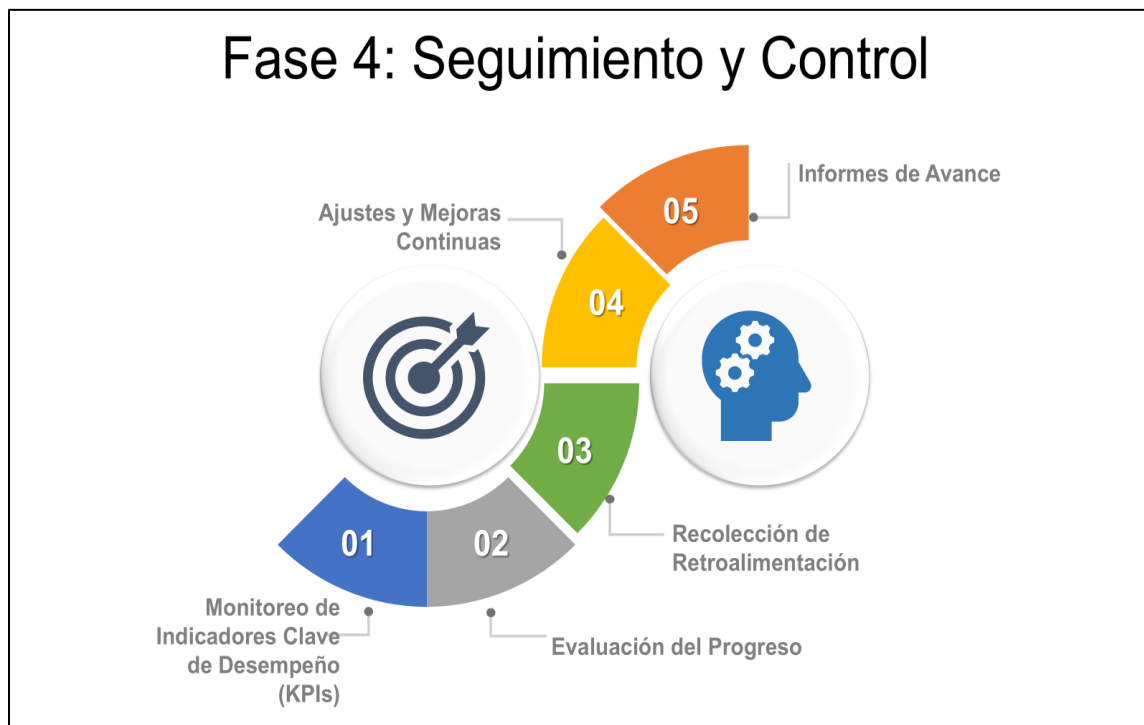 Fase 4: Seguimiento y Control
01
Monitoreo de
Indicadores Clave
de Desempeño
(KPIs)
02
Evaluación del Progreso
03
Recolección de
Retroalimentación
04
Ajustes y Mejoras
Continuas
05
Informes de Avance